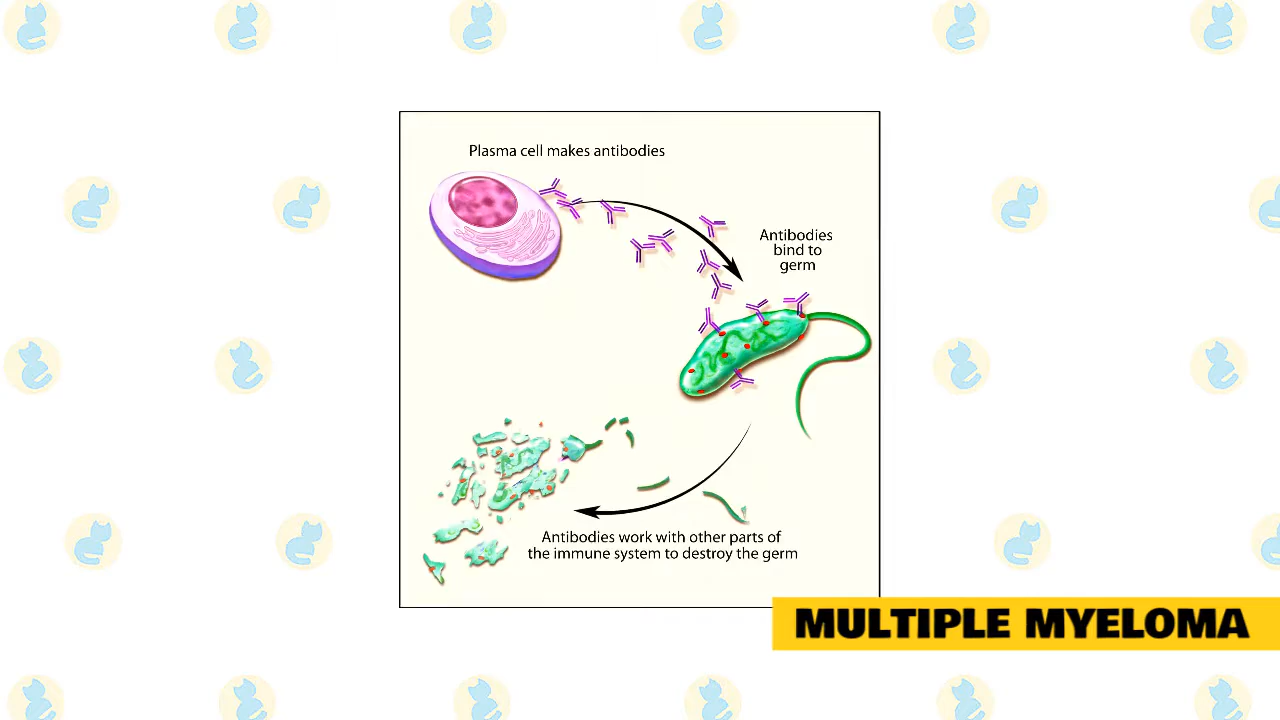 Plasma cell makes antibodies
Antibodies
bind to
germ
Antibodies work with other parts of
the immune system to destroy the germ
MULTIPLE MYELOMA